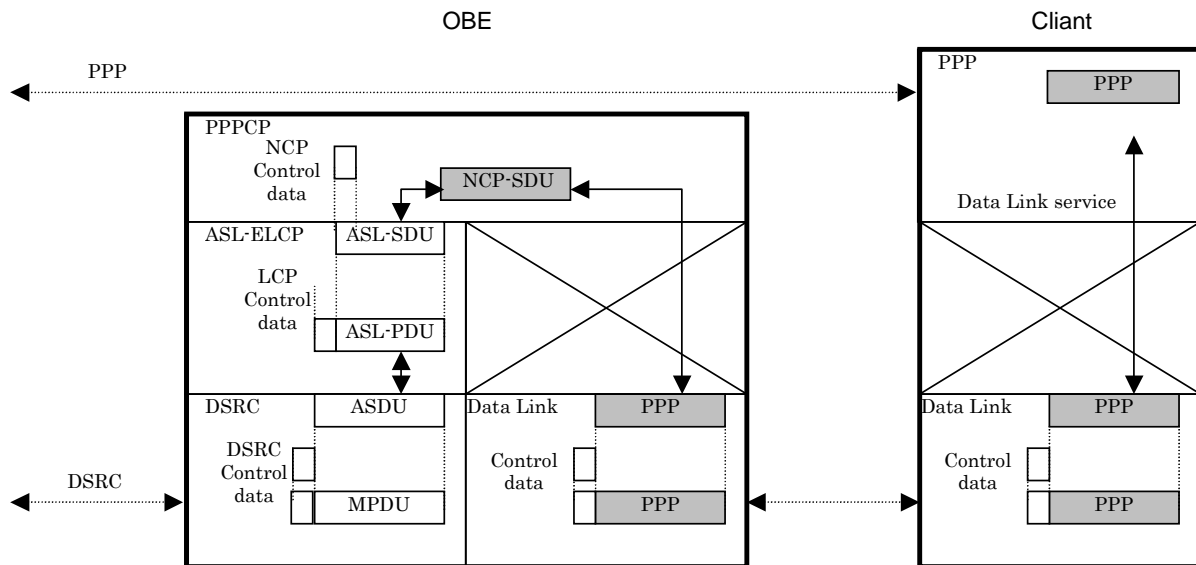 OBE
Cliant
PPP
PPP
PPP
PPPCP
NCP
Control
data
NCP-SDU
Data Link service
ASL-ELCP
ASL-SDU
LCP
Control
data
ASL-PDU
DSRC
ASDU
Data Link
PPP
Data Link
PPP
DSRC
Control
data
Control
data
Control
data
DSRC
MPDU
PPP
PPP